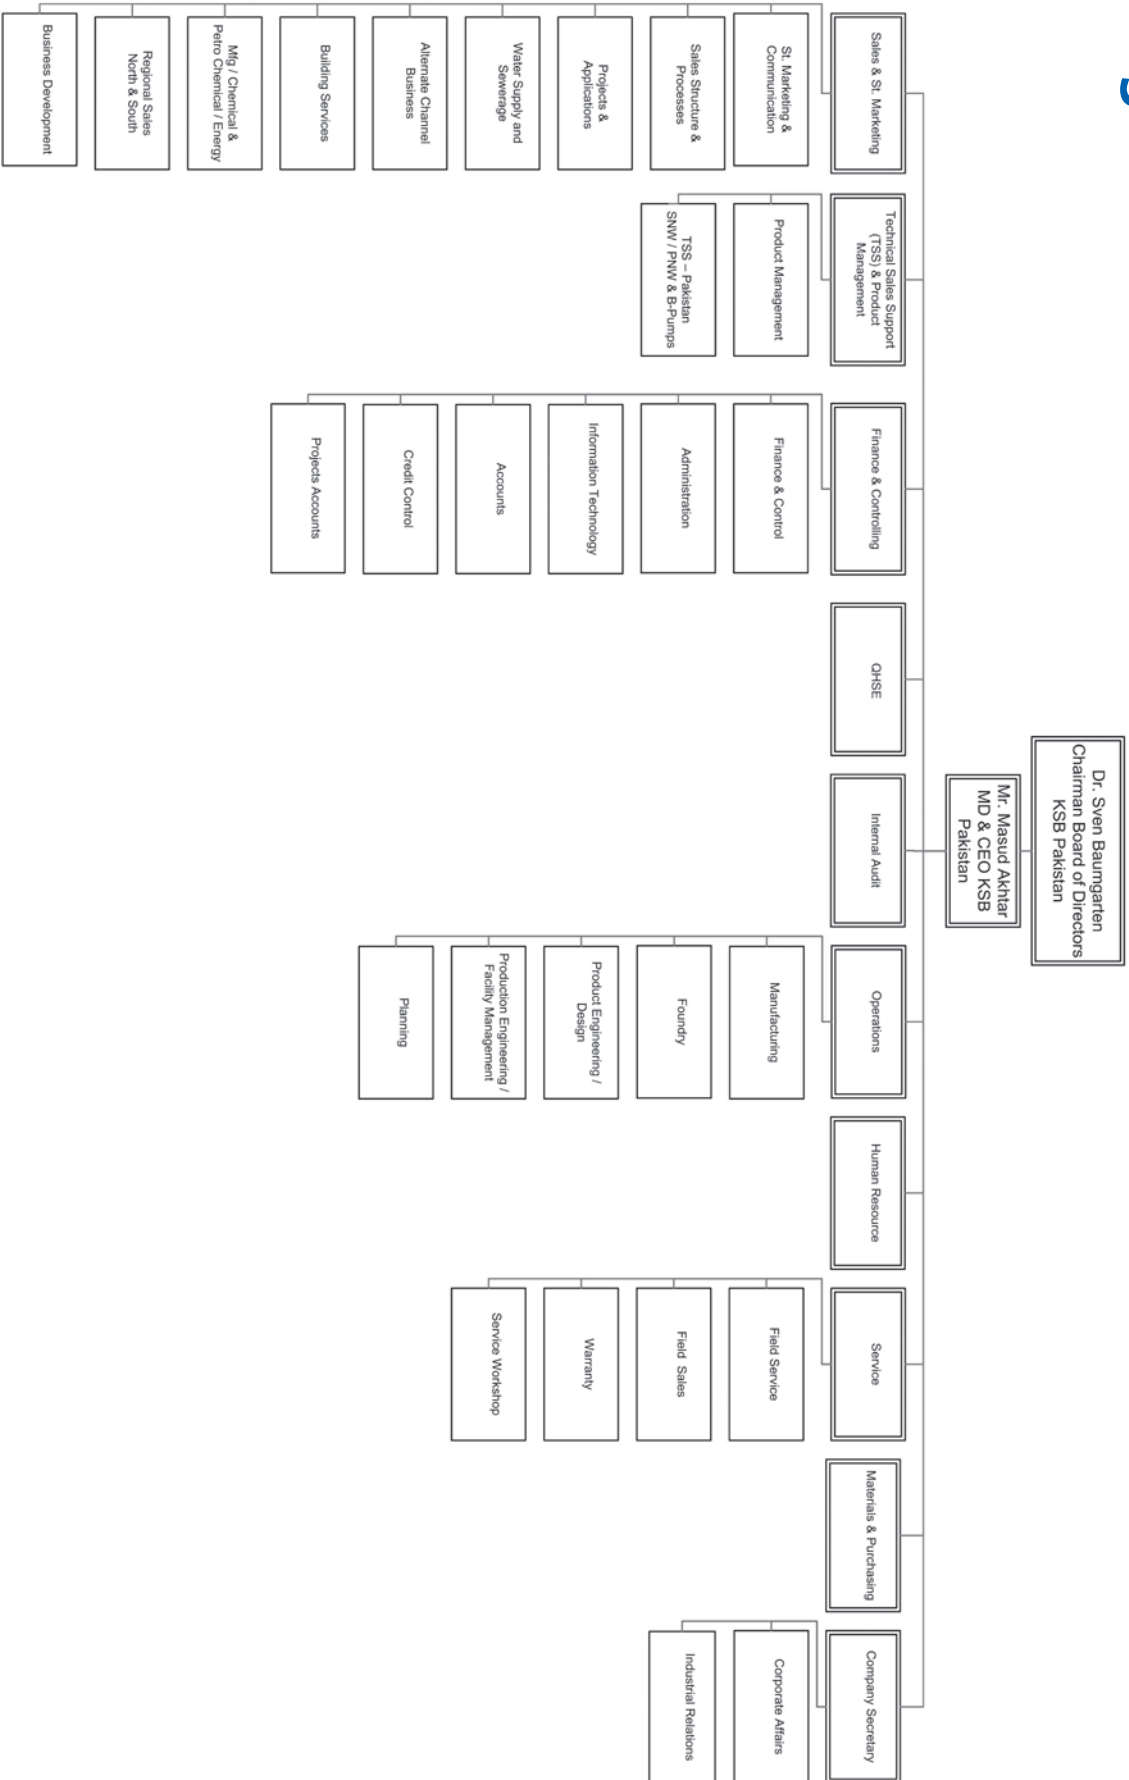 Dr. Sven Baumgarten
Chairman Board of Directors
KSB Pakistan
Mr. Masud Akhtar
MD & CEO KSB
Pakistan
Sales & St. Marketing
St. Marketing &
Communication
Sales Structure &
Processes
Projects &
Applications
Water Supply and
Sewerage
Alternate Channel
Business
Building Services
Mfg / Chemical &
Petro Chemical / Energy
Regional Sales
North & South
Business Development
Technical Sales Support
(TSS) & Product
Management
Product Management
TSS – Pakistan
SNW / PNW & B-Pumps
Finance & Controlling
Finance & Control
Administration
Information Technology
Accounts
Credit Control
Projects Accounts
QHSE
Internal Audit
Operations
Manufacturing
Foundry
Product Engineering /
Design
Production Engineering /
Facility Management
Planning
Human Resource
Service
Field Service
Field Sales
Warranty
Service Workshop
Materials & Purchasing
Company Secretary
Corporate Affairs
Industrial Relations